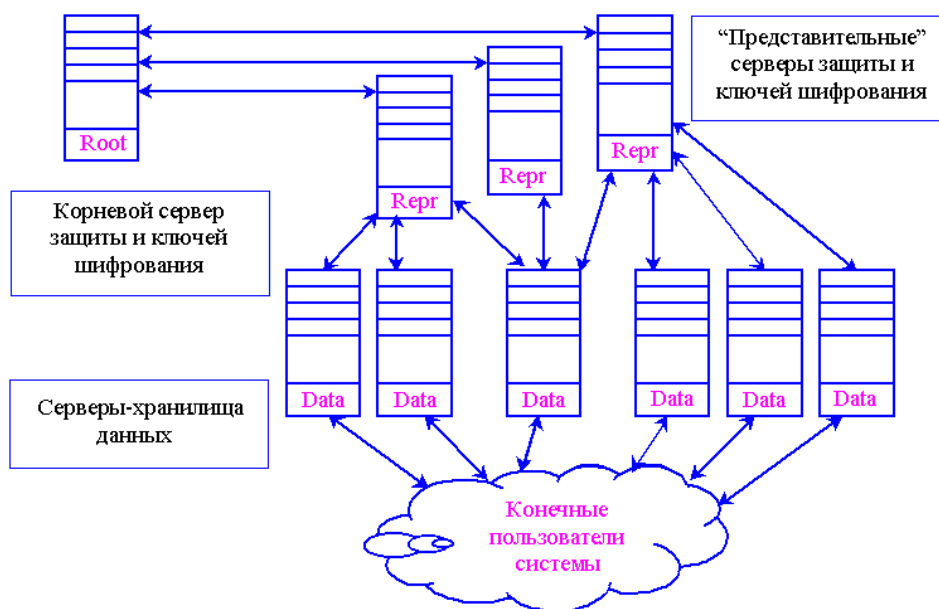 “Представительные”
серверы защиты и
ключей шифрования
Root
Repr
Repr
Repr
Корневой сервер
защиты и ключей
шифрования
Data
Data
Data
Data
Data
Data
Серверы-хранилища
данных
Конечные
пользователи
системы